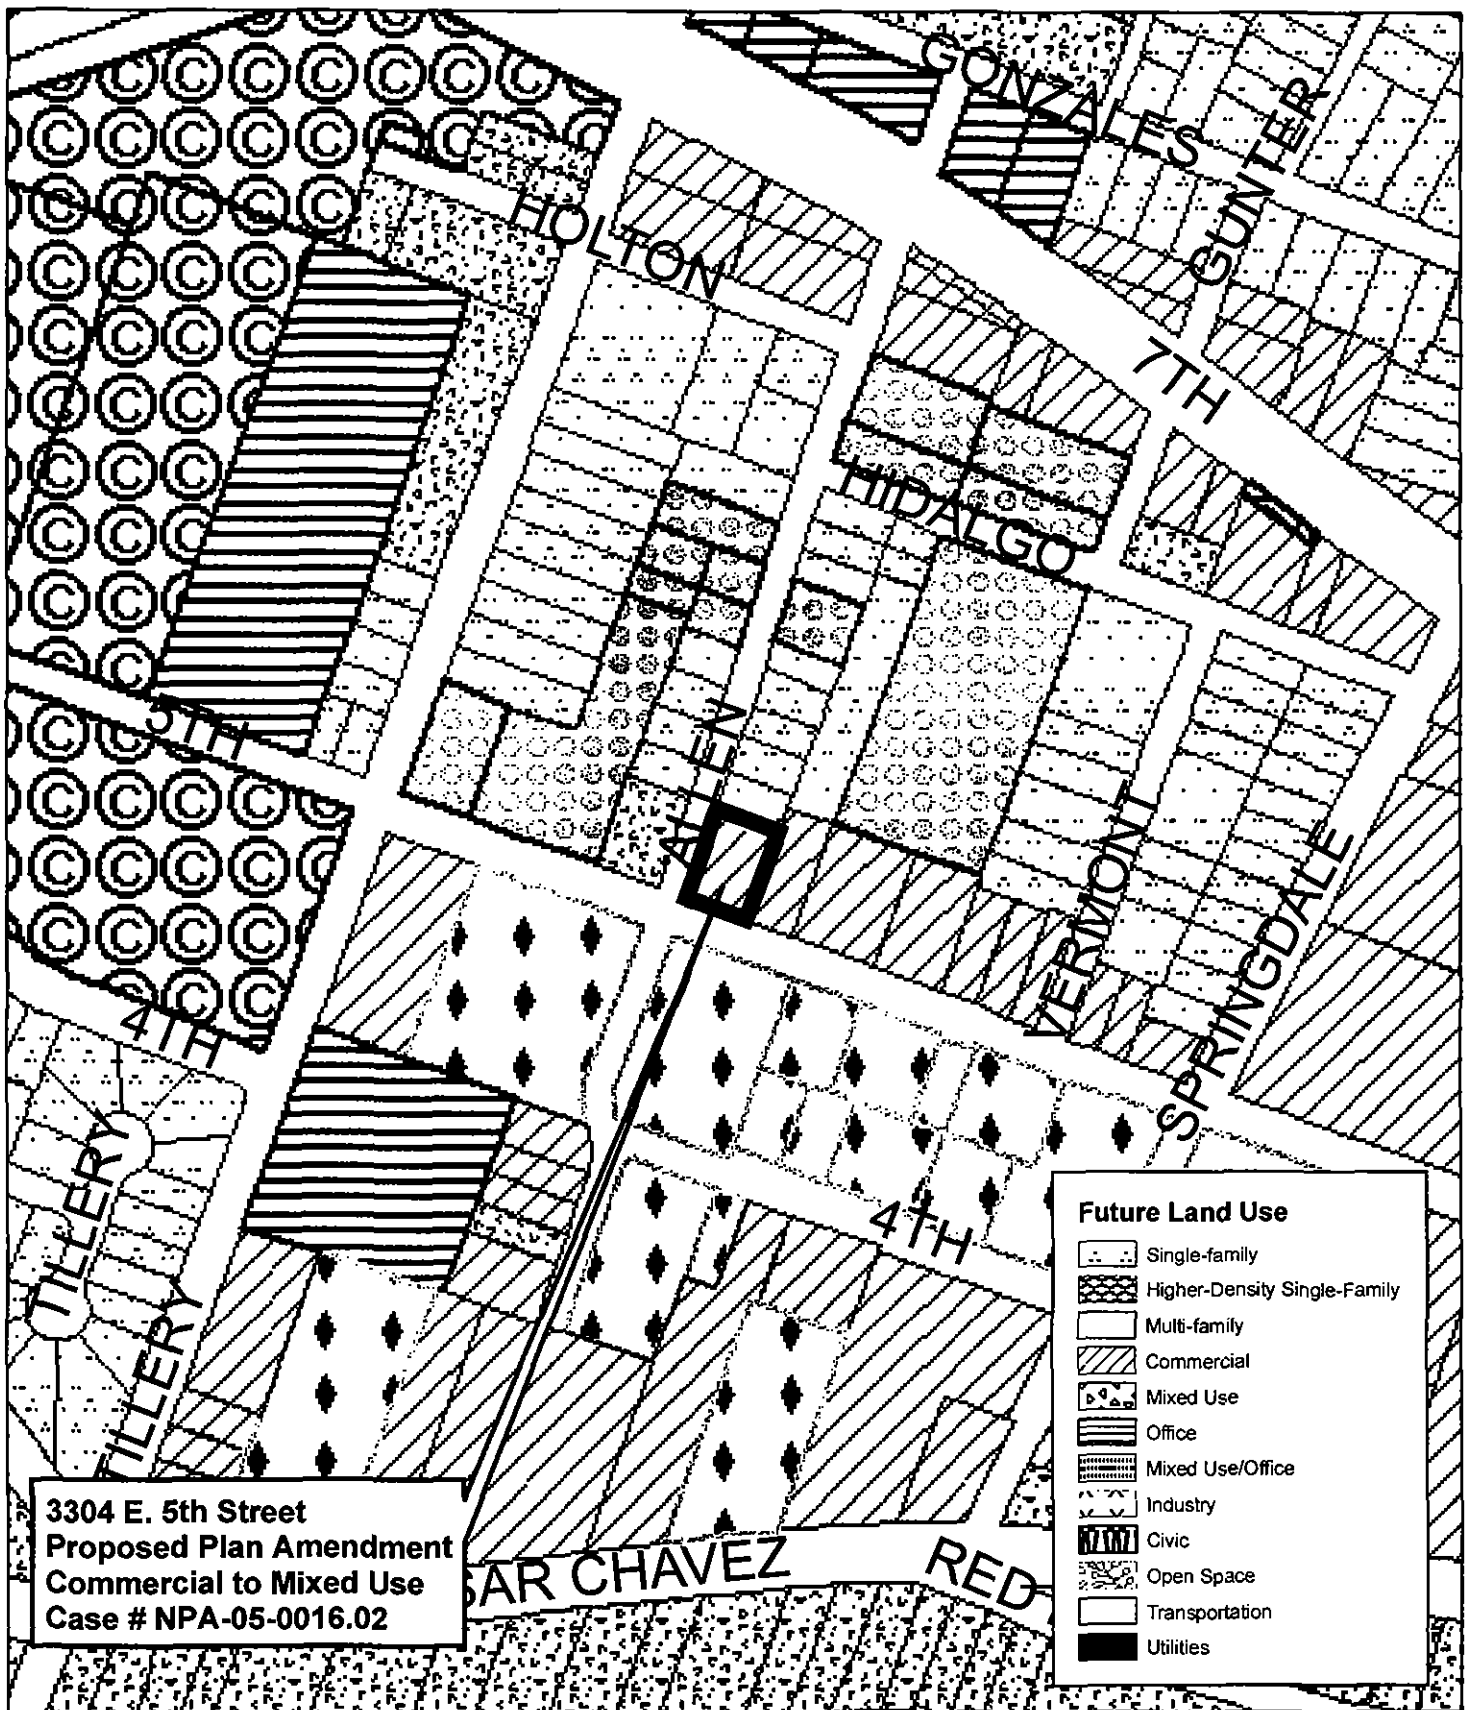 GONZALES
GUNTER
HOLTON
7TH
HIDALGO
5TH
ALLEN
VERMONT
SPRINGDALE
4TH
TILLERY
4TH
TILLERY
SAR CHAVEZ
RED
Future Land Use
Single-family
Higher-Density Single-Family
Multi-family
Commercial
Mixed Use
Office
Mixed Use/Office
Industry
Civic
Open Space
Transportation
Utilities
3304 E. 5th Street
Proposed Plan Amendment
Commercial to Mixed Use
Case # NPA-05-0016.02